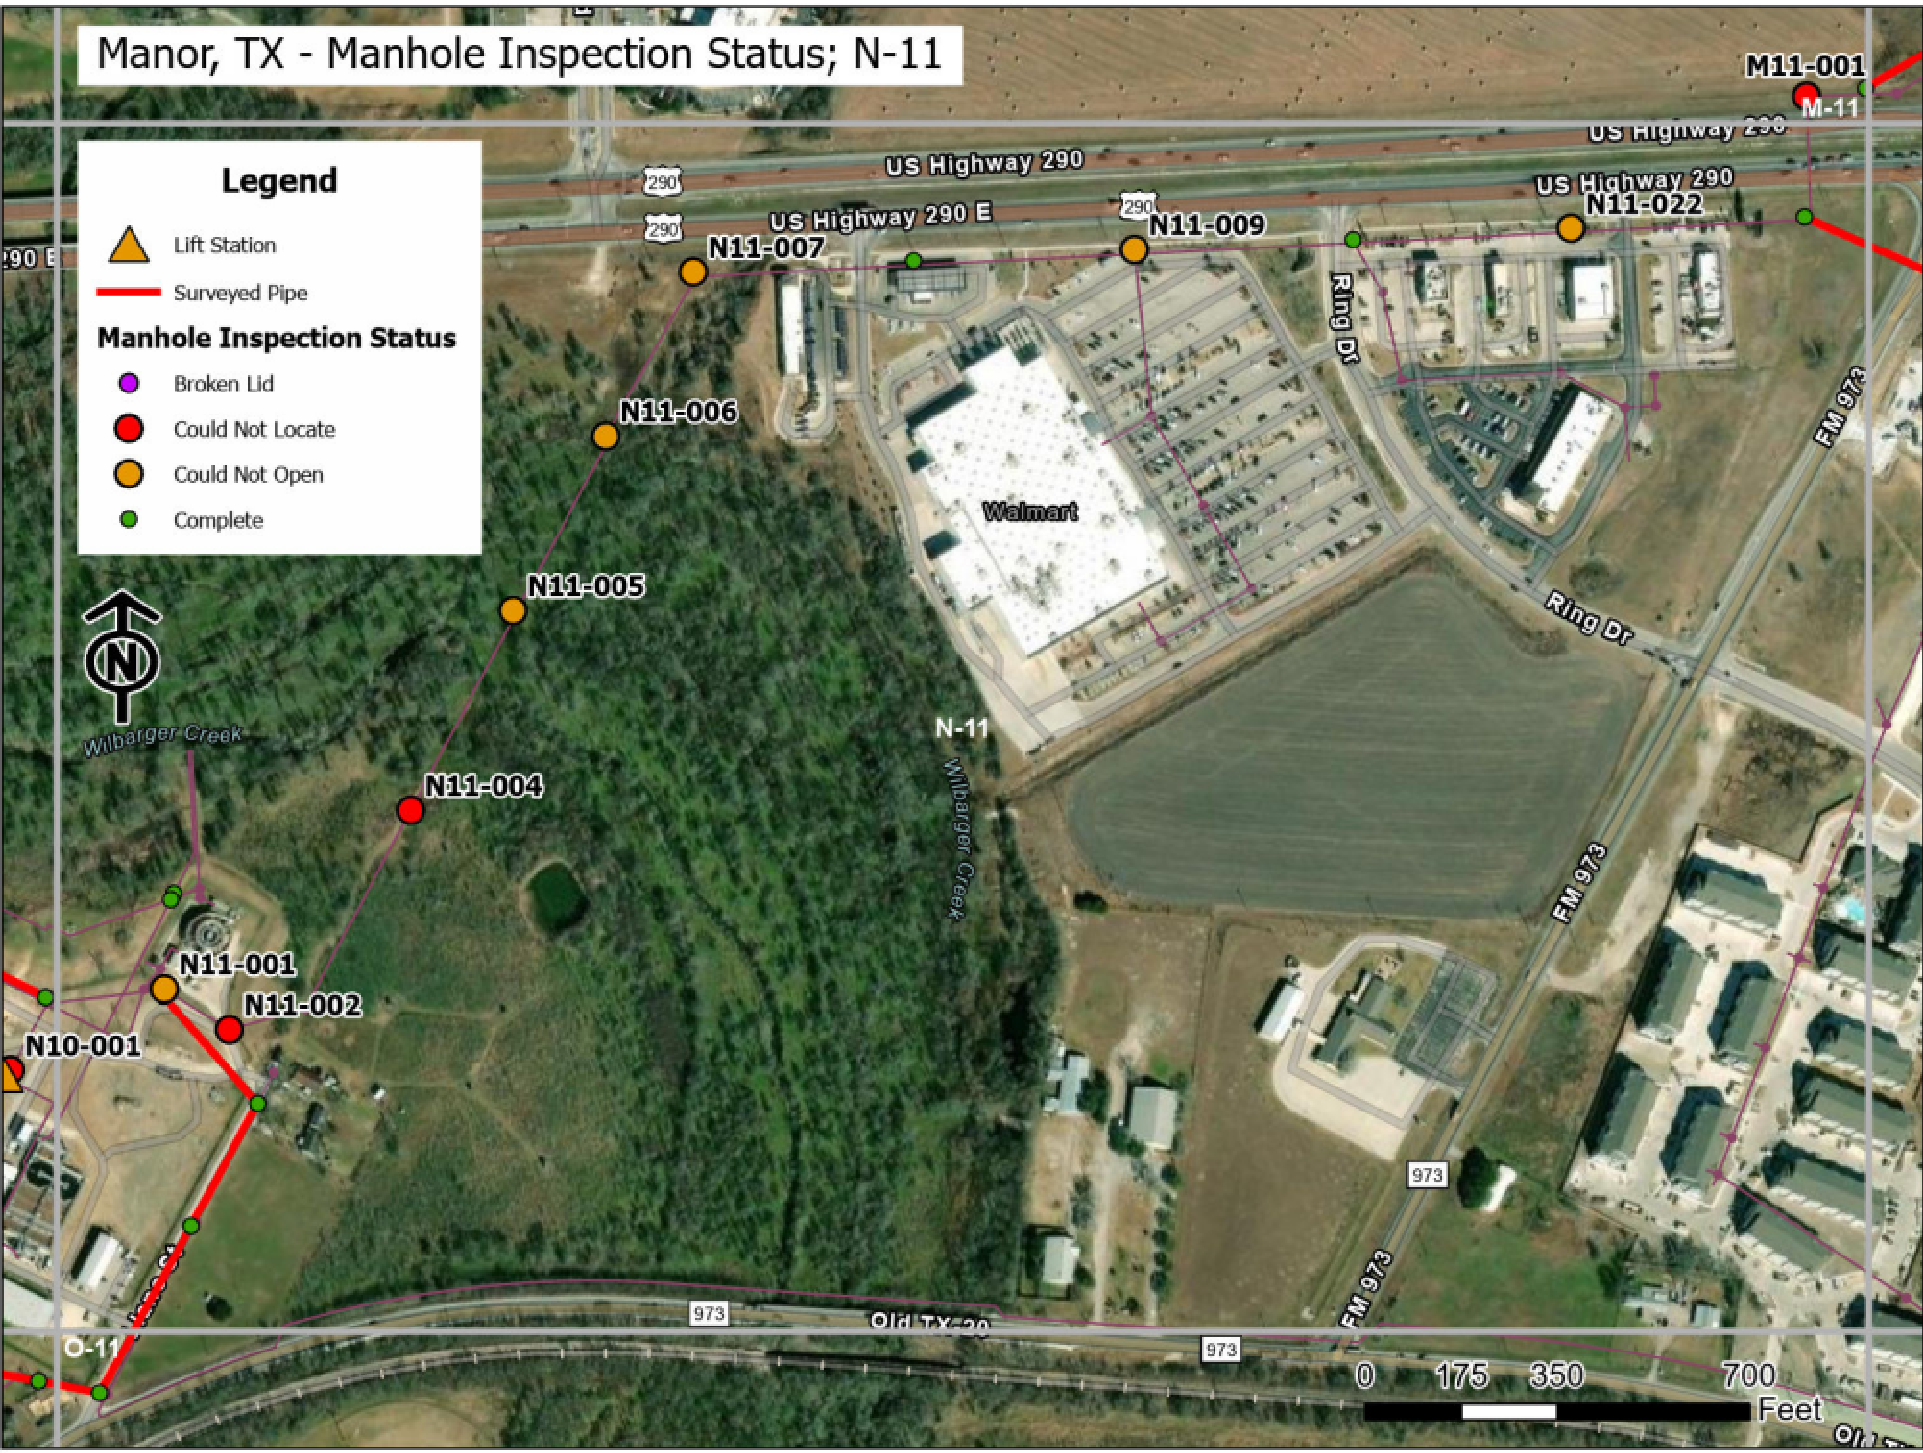 Manor, TX - Manhole Inspection Status; N-11
M11-001
M-11
US Highway 290
US Highway 290
290
US Highway 290
290
US Highway 290 E
290
N11-022
N11-009
N11-007
290 E
Legend
Lift Station
Surveyed Pipe
Manhole Inspection Status
Broken Lid
Could Not Locate
Could Not Open
Complete
Ring Dr
FM 973
N11-006
Walmart
N11-005
Ring Dr
N
Wilbarger Creek
N-11
N11-004
Wilbarger Creek
FM 973
N11-001
N11-002
N10-001
973
FM 973
973
Old TX-20
973
O-11
0 175 350 700
Feet